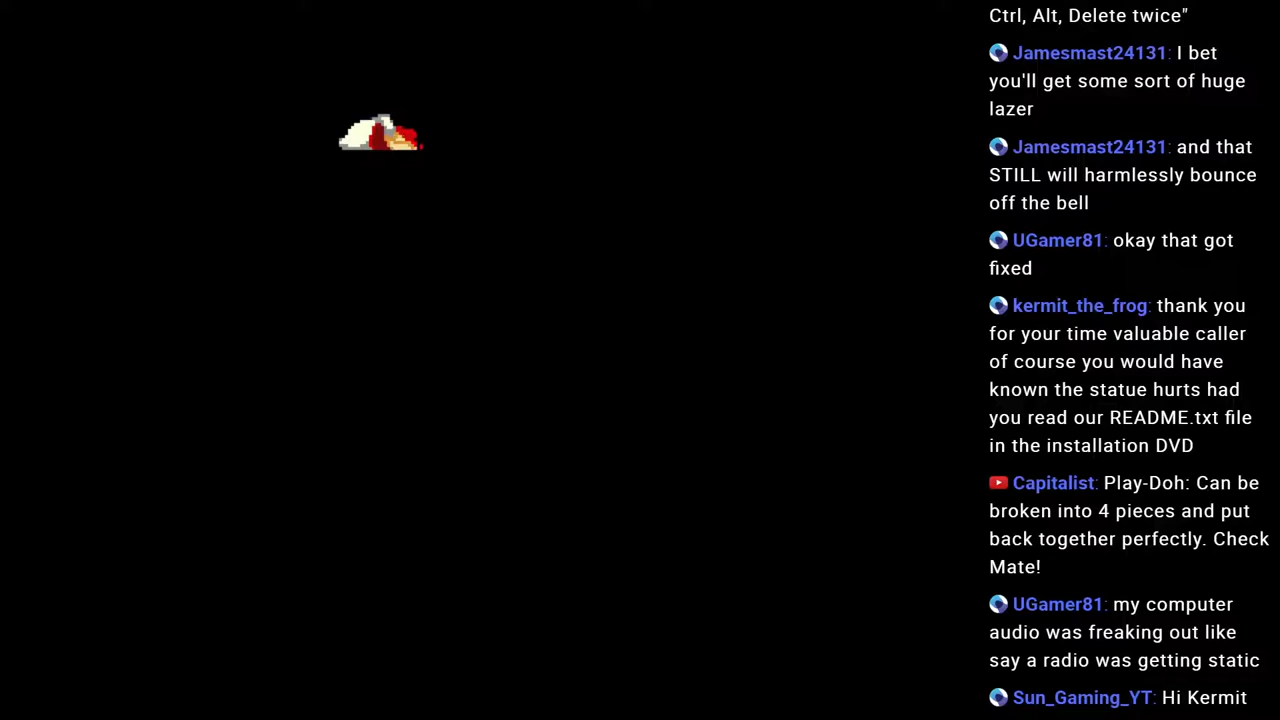 Ctrl, Alt, Delete twice"
Jamesmast24131: I bet
you'll get some sort of huge
lazer
Jamesmast24131: and that
STILL will harmlessly bounce
off the bell
UGamer81: okay that got
fixed
kermit_the_frog: thank you
for your time valuable caller
of course you would have
known the statue hurts had
you read our README.txt file
in the installation DVD
Capitalist: Play-Doh: Can be
broken into 4 pieces and put
back together perfectly. Check
Mate!
UGamer81: my computer
audio was freaking out like
say a radio was getting static
Sun_Gaming_YT: Hi Kermit